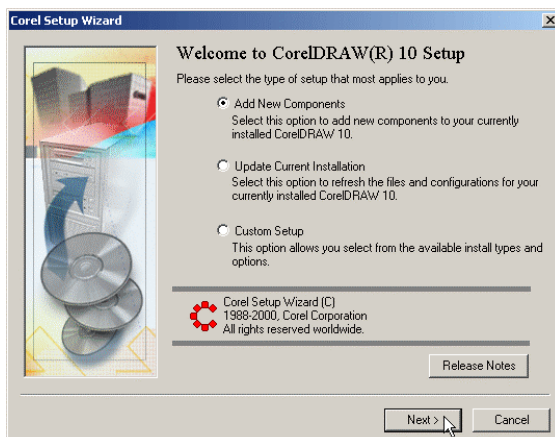 Corel Setup Wizard
Welcome to CorelDRAW(R) 10 Setup
Please select the type of setup that most applies to you.
Add New Components
Select this option to add new components to your currently
installed CorelDRAW 10.
Update Current Installation
Select this option to refresh the files and configurations for your
currently installed CorelDRAW 10.
Custom Setup
This option allows you select from the available install types and
options.
Corel Setup Wizard (C)
1988-2000, Corel Corporation
All rights reserved worldwide.
Release Notes
Next >
Cancel